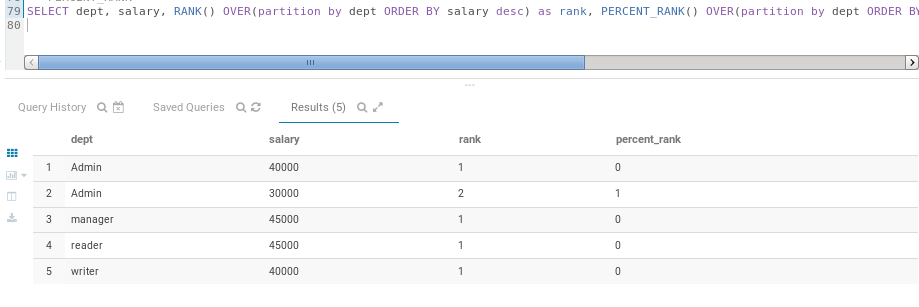 79 SELECT dept, salary, RANK() OVER(partition by dept ORDER BY salary desc) as rank, PERCENT_RANK() OVER(partition by dept ORDER BY
80
Query History Saved Queries Results (5)
dept salary rank percent_rank
1 Admin 40000 1 0
2 Admin 30000 2 1
3 manager 45000 1 0
4 reader 45000 1 0
5 writer 40000 1 0